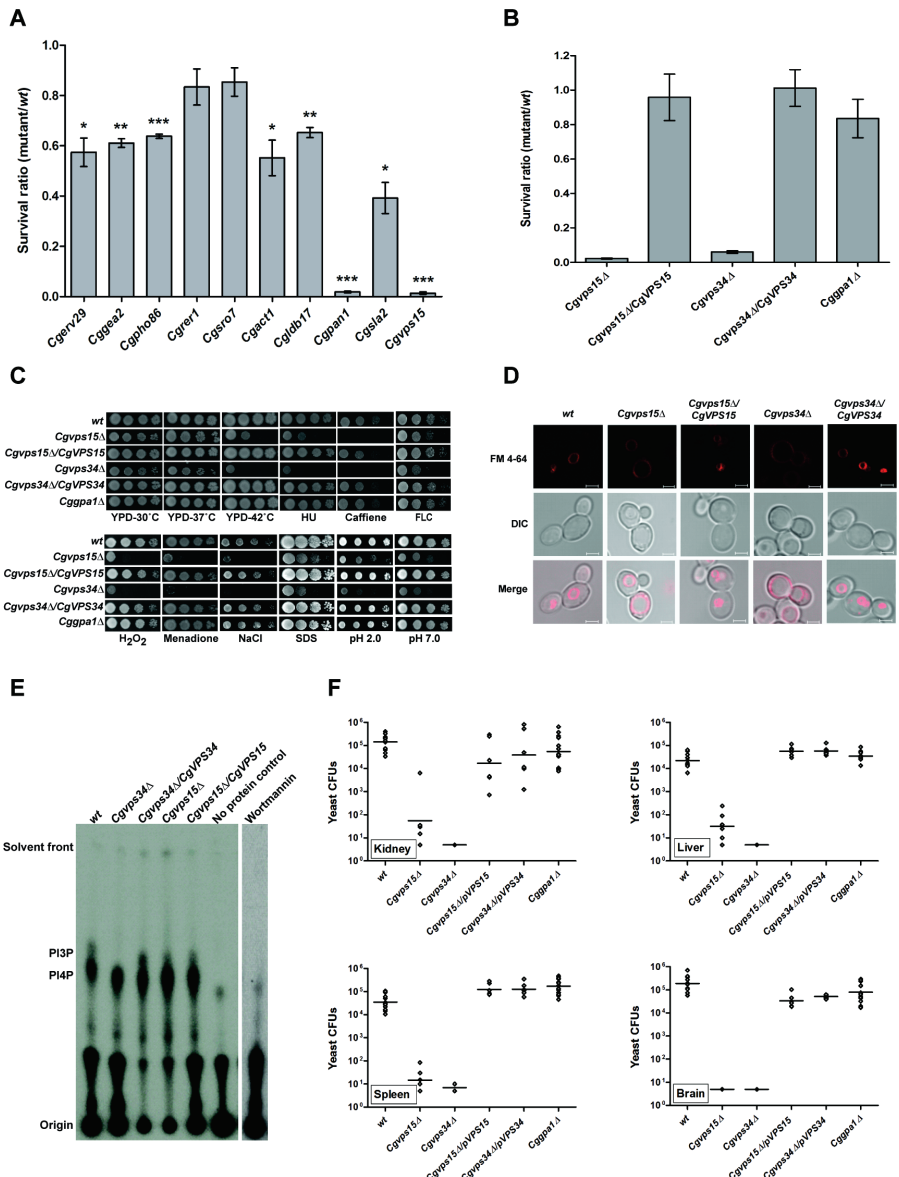 A
Survival ratio (mutant/wt)
1.0
0.8
0.6
0.4
0.2
0.0
*
**
***
*
**
***
*
***
Cgerv29
Cggea2
Cgpho86
Cgrer1
Cgsro7
Cgact1
Cgldb17
Cgpan1
Cgsla2
Cgvps15
B
Survival ratio (mutant/wt)
1.2
1.0
0.8
0.6
0.4
0.2
0.0
Cgvps15Δ
Cgvps15Δ/CgVPS15
Cgvps34Δ
Cgvps34Δ/CgVPS34
Cggpa1Δ
C
wt
Cgvps15Δ
Cgvps15Δ/CgVPS15
Cgvps34Δ
Cgvps34Δ/CgVPS34
Cggpa1Δ
YPD-30˚C YPD-37˚C YPD-42˚C HU Caffiene FLC
wt
Cgvps15Δ
Cgvps15Δ/CgVPS15
Cgvps34Δ
Cgvps34Δ/CgVPS34
Cggpa1Δ
H2O2 Menadione NaCl SDS pH 2.0 pH 7.0
D
wt Cgvps15Δ Cgvps15Δ/ CgVPS15 Cgvps34Δ Cgvps34Δ/ CgVPS34
FM 4-64
DIC
Merge
E
wt
Cgvps34Δ
Cgvps34Δ/CgVPS34
Cgvps15Δ
Cgvps15Δ/CgVPS15
No protein control
Wortmannin
Solvent front
PI3P
PI4P
Origin
F
Yeast CFUs
10^6
10^5
10^4
10^3
10^2
10^1
10^0
Kidney
wt
Cgvps15Δ
Cgvps34Δ
Cgvps15Δ/pVPS15
Cgvps34Δ/pVPS34
Cggpa1Δ
Yeast CFUs
10^6
10^5
10^4
10^3
10^2
10^1
10^0
Liver
wt
Cgvps15Δ
Cgvps34Δ
Cgvps15Δ/pVPS15
Cgvps34Δ/pVPS34
Cggpa1Δ
Yeast CFUs
10^6
10^5
10^4
10^3
10^2
10^1
10^0
Spleen
wt
Cgvps15Δ
Cgvps34Δ
Cgvps15Δ/pVPS15
Cgvps34Δ/pVPS34
Cggpa1Δ
Yeast CFUs
10^6
10^5
10^4
10^3
10^2
10^1
10^0
Brain
wt
Cgvps15Δ
Cgvps34Δ
Cgvps15Δ/pVPS15
Cgvps34Δ/pVPS34
Cggpa1Δ